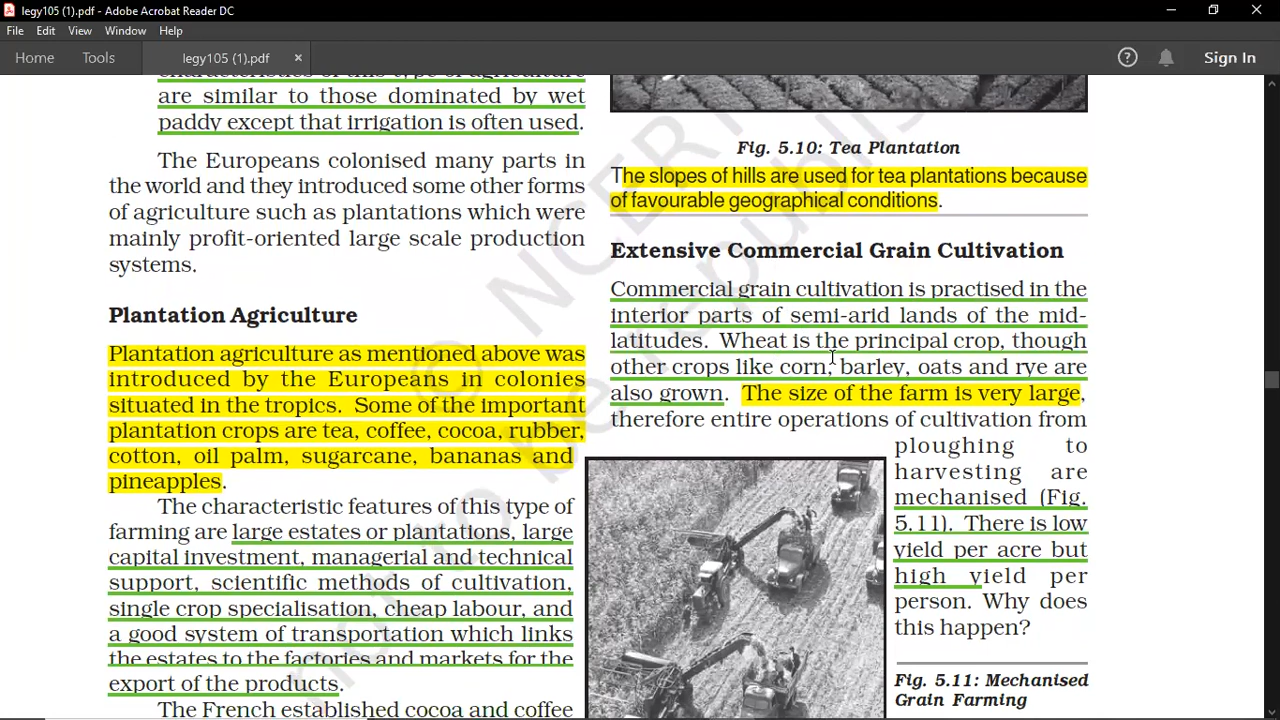 legy105 (1).pdf - Adobe Acrobat Reader DC
File Edit View Window Help
Home Tools legy105 (1).pdf × Sign In
characteristics of this type of agriculture
are similar to those dominated by wet
paddy except that irrigation is often used.
The Europeans colonised many parts in
the world and they introduced some other forms
of agriculture such as plantations which were
mainly profit-oriented large scale production
systems.
Plantation Agriculture
Plantation agriculture as mentioned above was
introduced by the Europeans in colonies
situated in the tropics. Some of the important
plantation crops are tea, coffee, cocoa, rubber,
cotton, oil palm, sugarcane, bananas and
pineapples.
The characteristic features of this type of
farming are large estates or plantations, large
capital investment, managerial and technical
support, scientific methods of cultivation,
single crop specialisation, cheap labour, and
a good system of transportation which links
the estates to the factories and markets for the
export of the products.
The French established cocoa and coffee
Fig. 5.10: Tea Plantation
The slopes of hills are used for tea plantations because
of favourable geographical conditions.
Extensive Commercial Grain Cultivation
Commercial grain cultivation is practised in the
interior parts of semi-arid lands of the mid-
latitudes. Wheat is the principal crop, though
other crops like corn, barley, oats and rye are
also grown. The size of the farm is very large,
therefore entire operations of cultivation from
ploughing to
harvesting are
mechanised (Fig.
5.11). There is low
yield per acre but
high yield per
person. Why does
this happen?
Fig. 5.11: Mechanised
Grain Farming
© NCERT
not to be republis